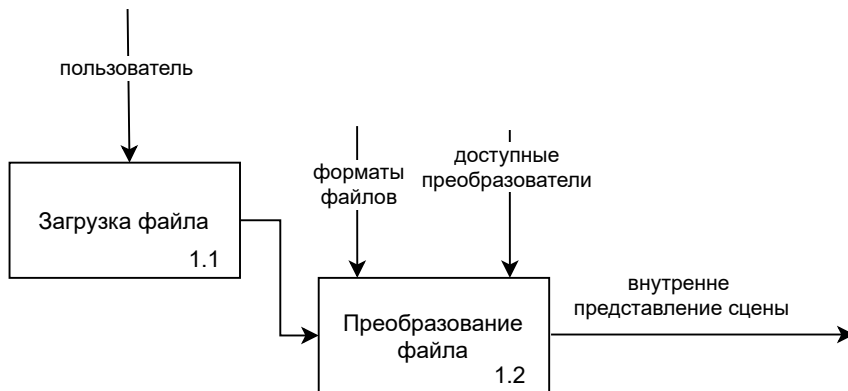 пользователь
Загрузка файла
1.1
форматы
файлов
доступные
преобразователи
Преобразование
файла
1.2
внутренне
представление сцены